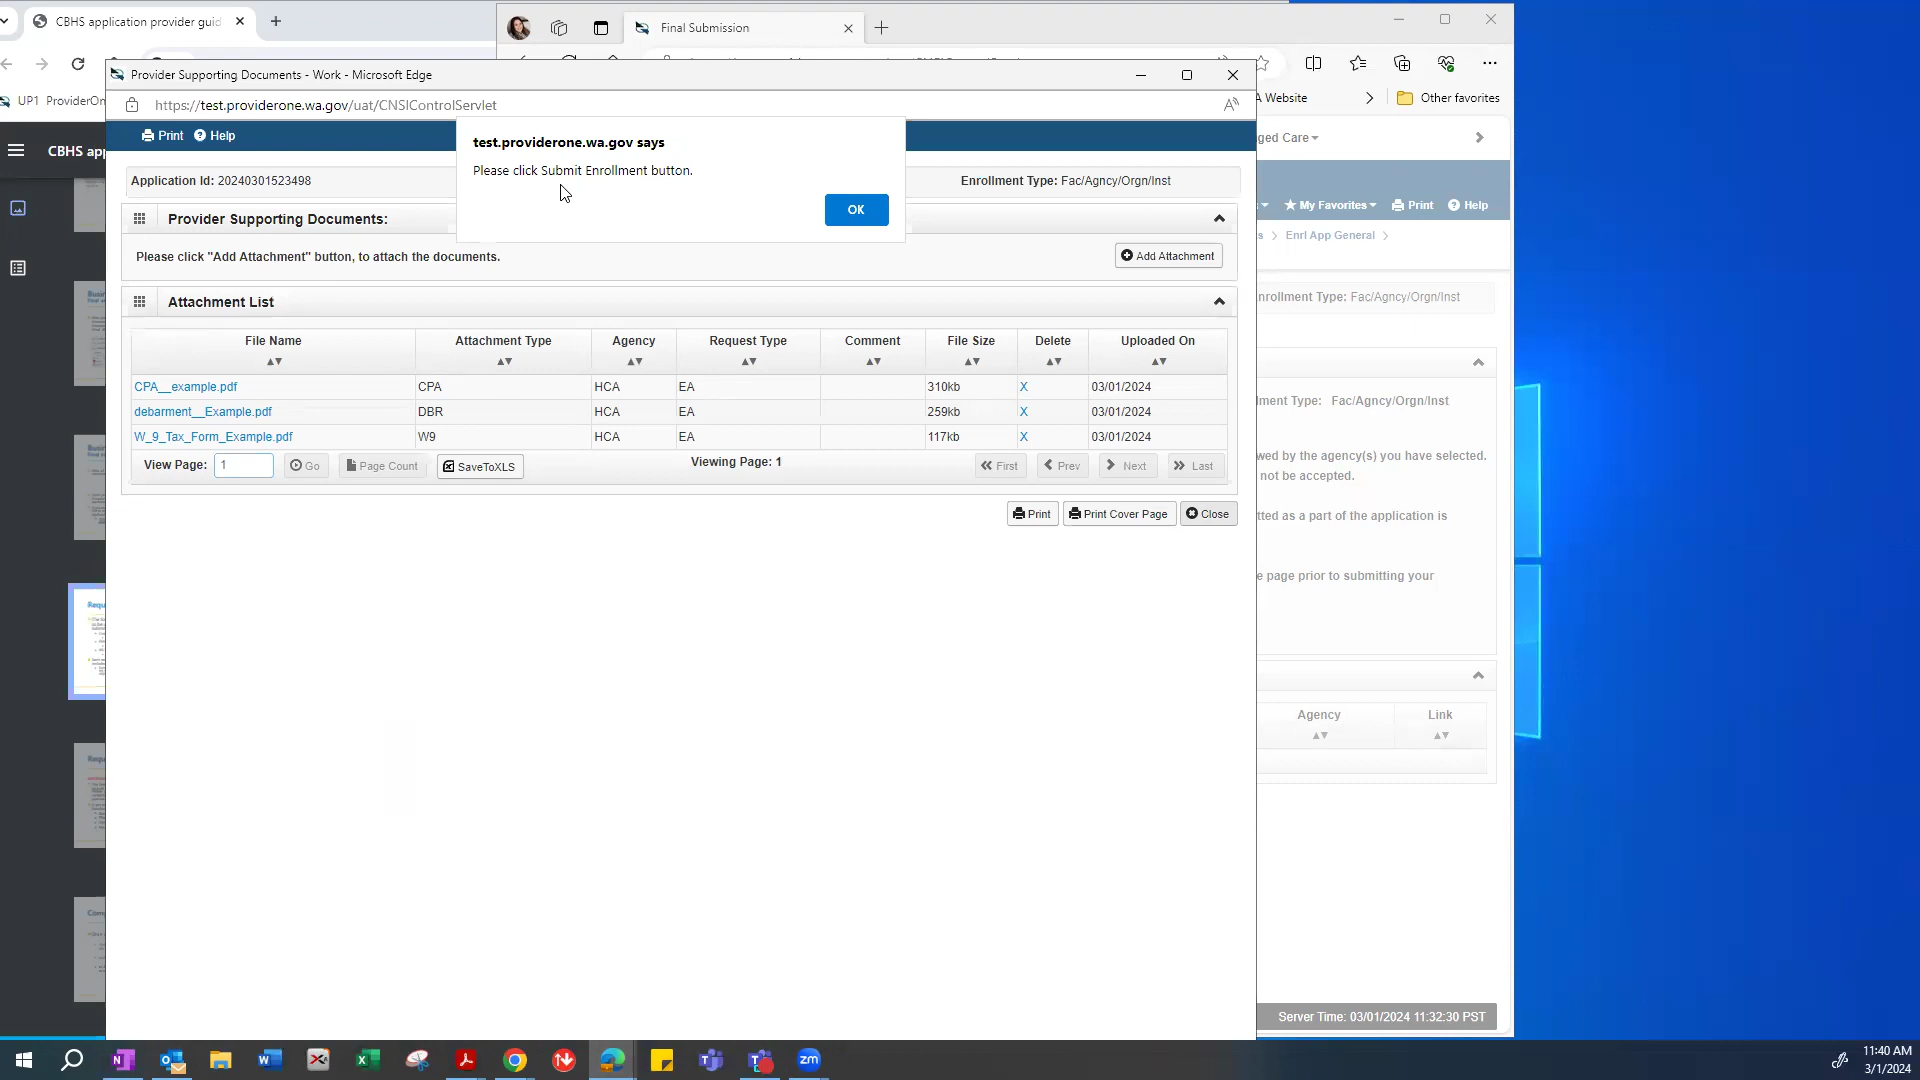 CBHS application provider guid
Final Submission
Provider Supporting Documents - Work - Microsoft Edge
UP1 ProviderOn
https://test.providerone.wa.gov/uat/CNSIControlServlet
A Website
Other favorites
Print Help
CBHS app
test.providerone.wa.gov says
Please click Submit Enrollment button.
OK
ged Care
Application Id: 20240301523498
Enrollment Type: Fac/Agncy/Orgn/Inst
My Favorites Print Help
Provider Supporting Documents:
Enrl App General
Please click "Add Attachment" button, to attach the documents.
Add Attachment
Attachment List
nrollment Type: Fac/Agncy/Orgn/Inst
File Name Attachment Type Agency Request Type Comment File Size Delete Uploaded On
CPA__example.pdf CPA HCA EA 310kb X 03/01/2024
debarment__Example.pdf DBR HCA EA 259kb X 03/01/2024
W_9_Tax_Form_Example.pdf W9 HCA EA 117kb X 03/01/2024
View Page: 1 Go Page Count SaveToXLS Viewing Page: 1 First Prev Next Last
Print Print Cover Page Close
lment Type: Fac/Agncy/Orgn/Inst
wed by the agency(s) you have selected.
not be accepted.
tted as a part of the application is
e page prior to submitting your
Agency Link
Server Time: 03/01/2024 11:32:30 PST
11:40 AM
3/1/2024